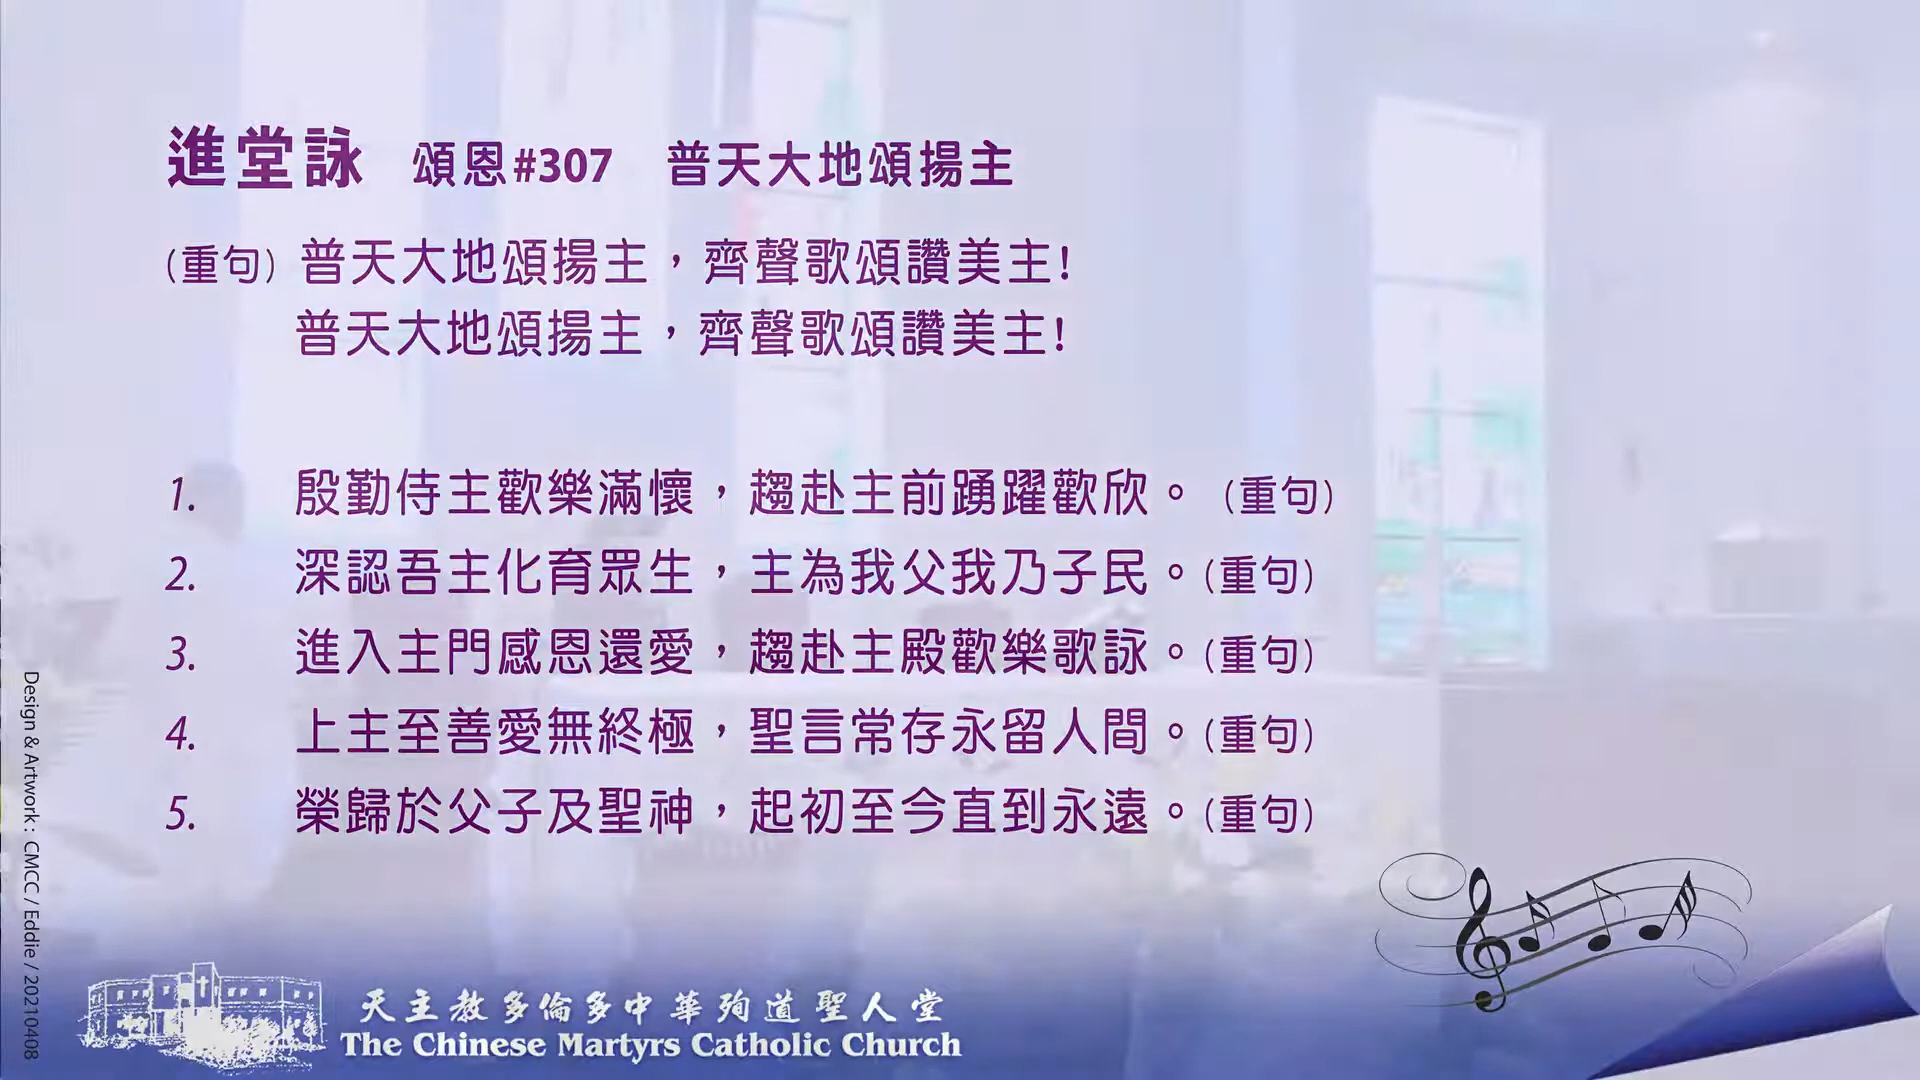 進堂詠 頌恩#307 普天大地頌揚主
(重句) 普天大地頌揚主，齊聲歌頌讚美主!
普天大地頌揚主，齊聲歌頌讚美主!
1. 殷勤侍主歡樂滿懷，趨赴主前踴躍歡欣。 (重句)
2. 深認吾主化育眾生，主為我父我乃子民。(重句)
3. 進入主門感恩還愛，趨赴主殿歡樂歌詠。(重句)
4. 上主至善愛無終極，聖言常存永留人間。(重句)
5. 榮歸於父子及聖神，起初至今直到永遠。(重句)
Design & Artwork : CMCC / Eddie / 20210408
天主教多倫多中華殉道聖人堂
The Chinese Martyrs Catholic Church